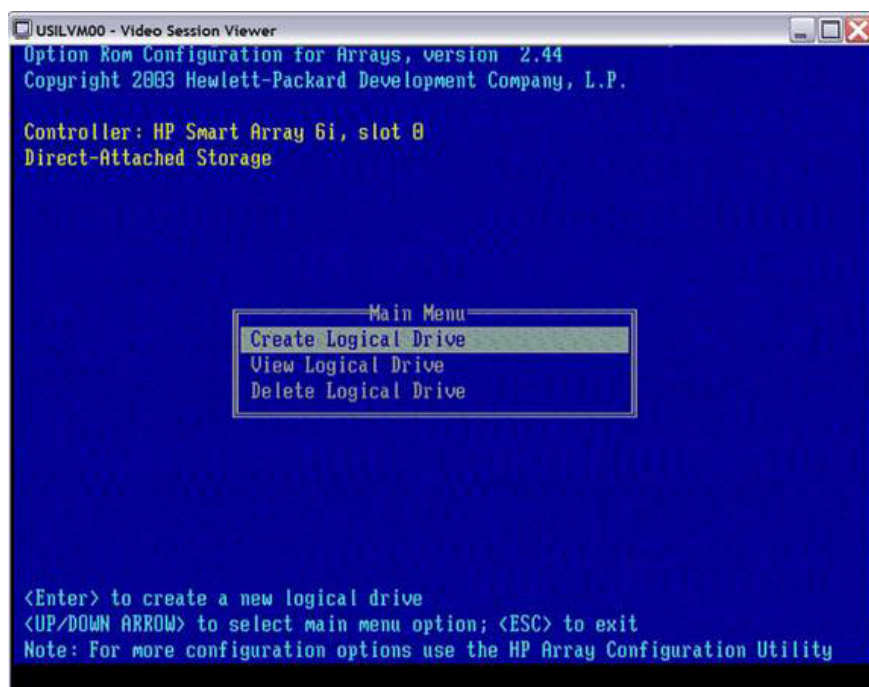 USILVM00 - Video Session Viewer
Option Rom Configuration for Arrays, version 2.44
Copyright 2003 Hewlett-Packard Development Company, L.P.
Controller: HP Smart Array 6i, slot 0
Direct-Attached Storage
Main Menu
Create Logical Drive
View Logical Drive
Delete Logical Drive
<Enter> to create a new logical drive
<UP/DOWN ARROW> to select main menu option; <ESC> to exit
Note: For more configuration options use the HP Array Configuration Utility